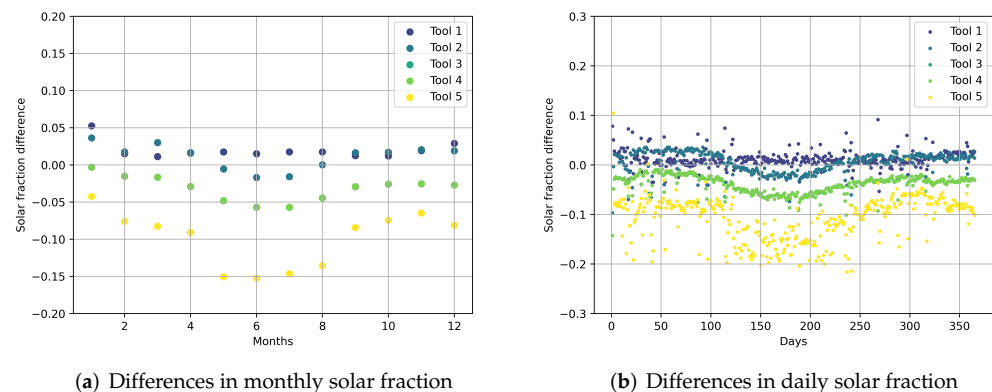 0.20
0.15
0.10
0.05
0.00
−0.05
−0.10
−0.15
−0.20
Solar fraction difference
2
4
6
8
10
12
Months
Tool 1
Tool 2
Tool 3
Tool 4
Tool 5
(a) Differences in monthly solar fraction
0.3
0.2
0.1
0.0
−0.1
−0.2
−0.3
Solar fraction difference
0
50
100
150
200
250
300
350
Days
Tool 1
Tool 2
Tool 3
Tool 4
Tool 5
(b) Differences in daily solar fraction